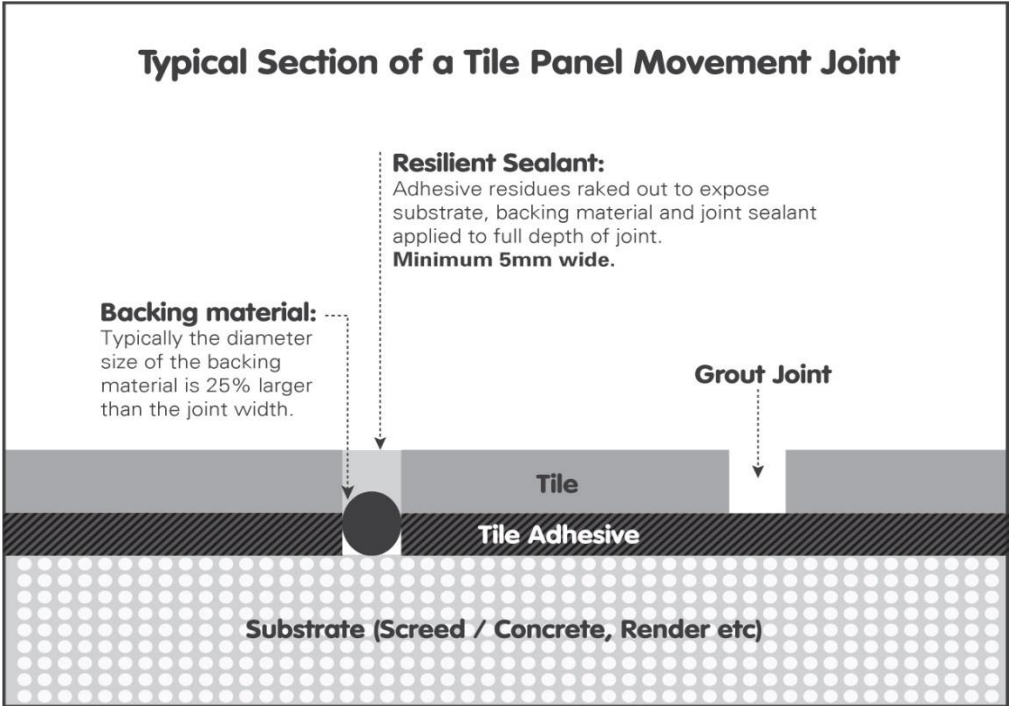 Typical Section of a Tile Panel Movement Joint
Resilient Sealant:
Adhesive residues raked out to expose
substrate, backing material and joint sealant
applied to full depth of joint.
Minimum 5mm wide.
Backing material:
Typically the diameter
size of the backing
material is 25% larger
than the joint width.
Grout Joint
Tile
Tile Adhesive
Substrate (Screed / Concrete, Render etc)